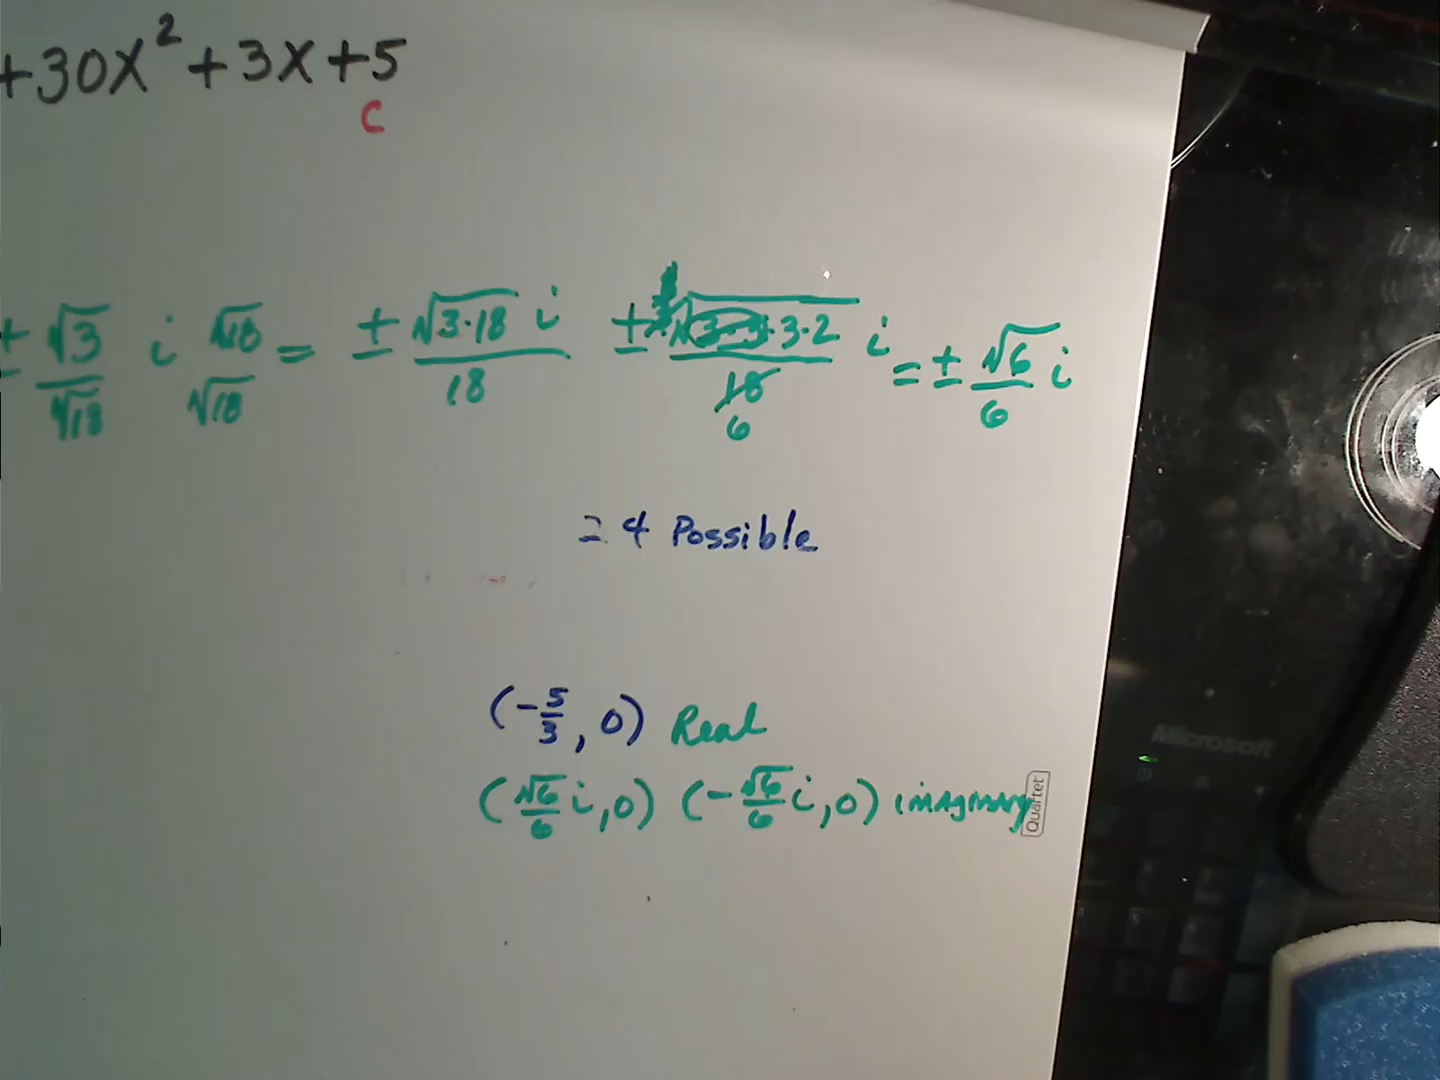 +30x² +3x+5
c
± √3/√18 i √18/√18 = ± √3·18 i/18 ± √3·3·3·2/18 i = ± √6/6 i
6
= 4 Possible
(-5/3, 0) Real
(√6/6 i, 0) (-√6/6 i, 0) imaginary
Quartet
Microsoft